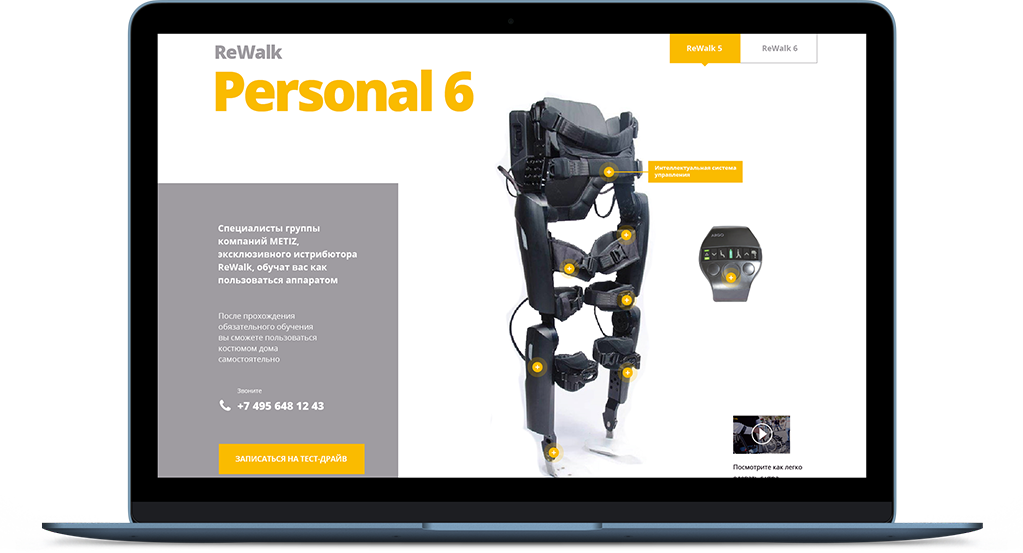 ReWalk
Personal 6
ReWalk 5
ReWalk 6
Интеллектуальная система
управления
Специалисты группы
компаний METIZ,
эксклюзивного истрибютора
ReWalk, обучат вас как
пользоваться аппаратом
После прохождения
обязательного обучения
вы сможете пользоваться
костюмом дома
самостоятельно
Звоните
+7 495 648 12 43
ЗАПИСАТЬСЯ НА ТЕСТ-ДРАЙВ
Посмотрите как легко